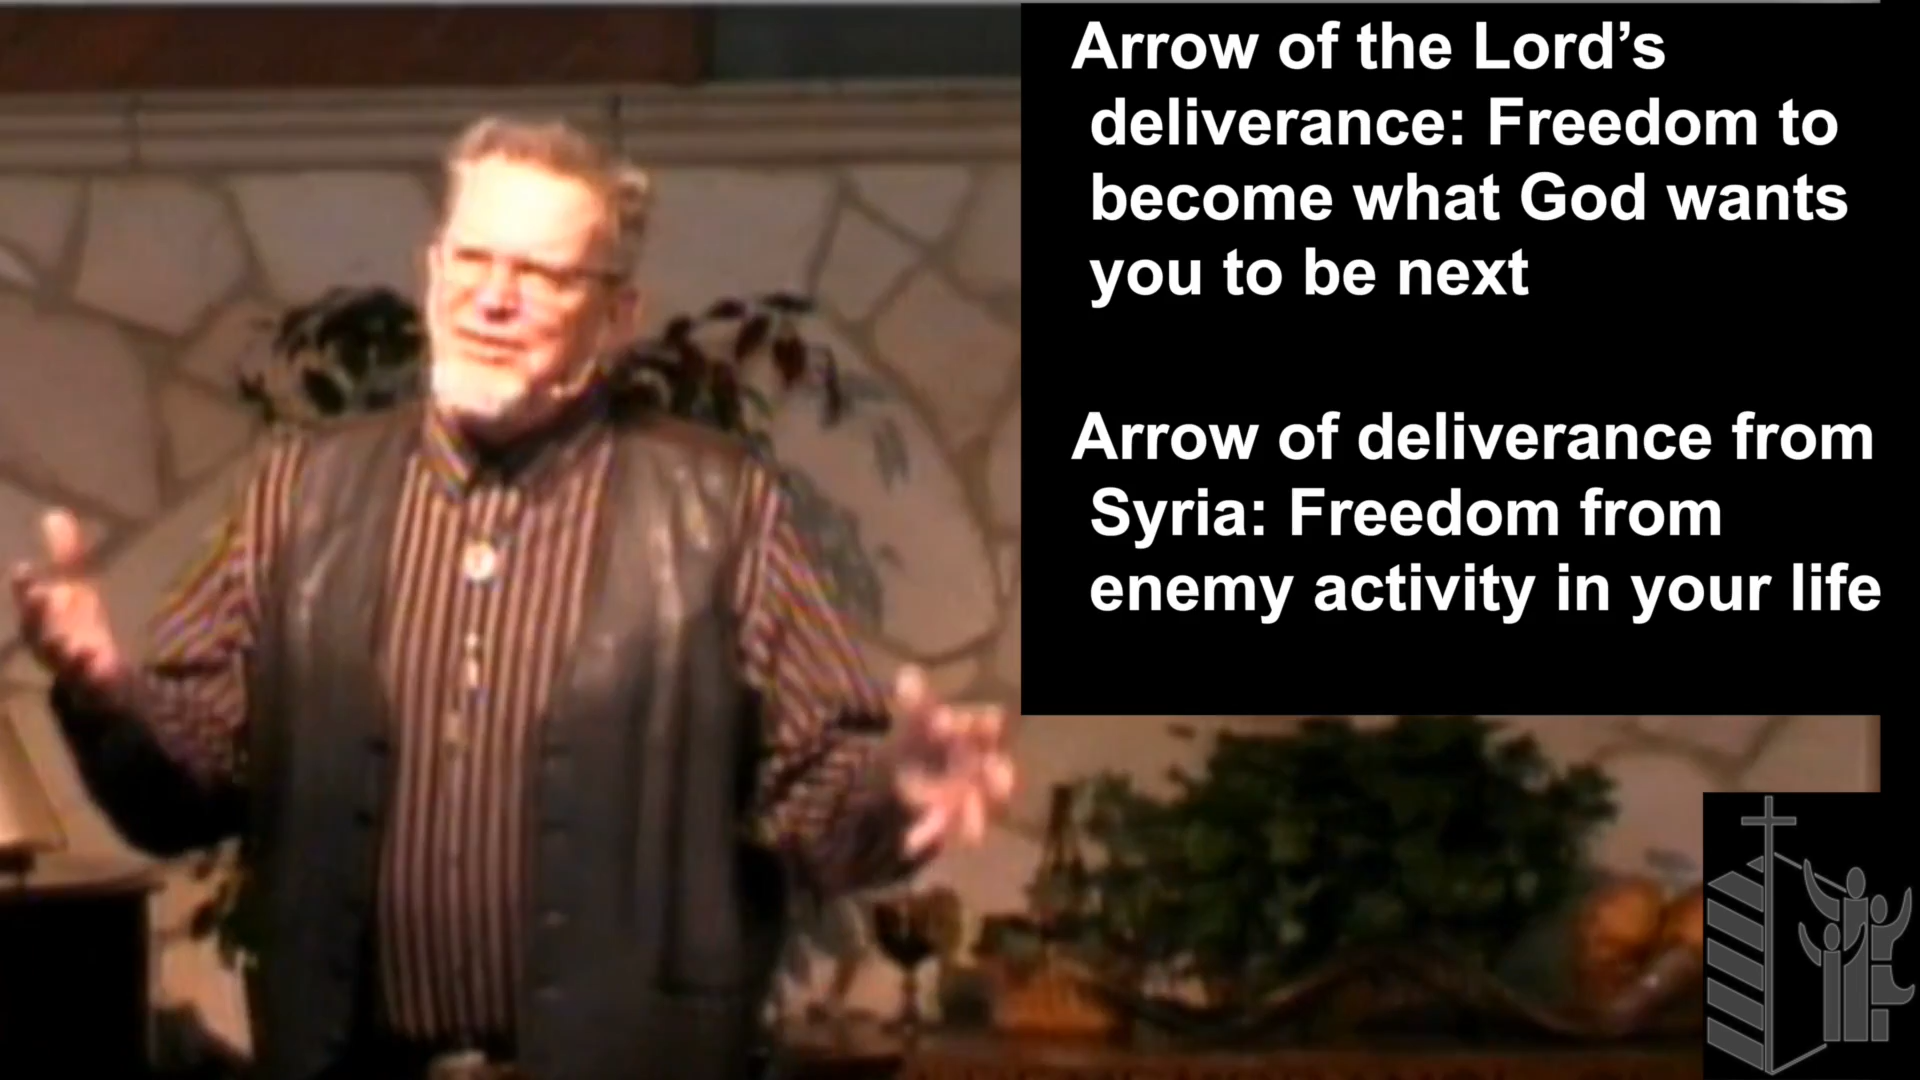 Arrow of the Lord’s
deliverance: Freedom to
become what God wants
you to be next
Arrow of deliverance from
Syria: Freedom from
enemy activity in your life